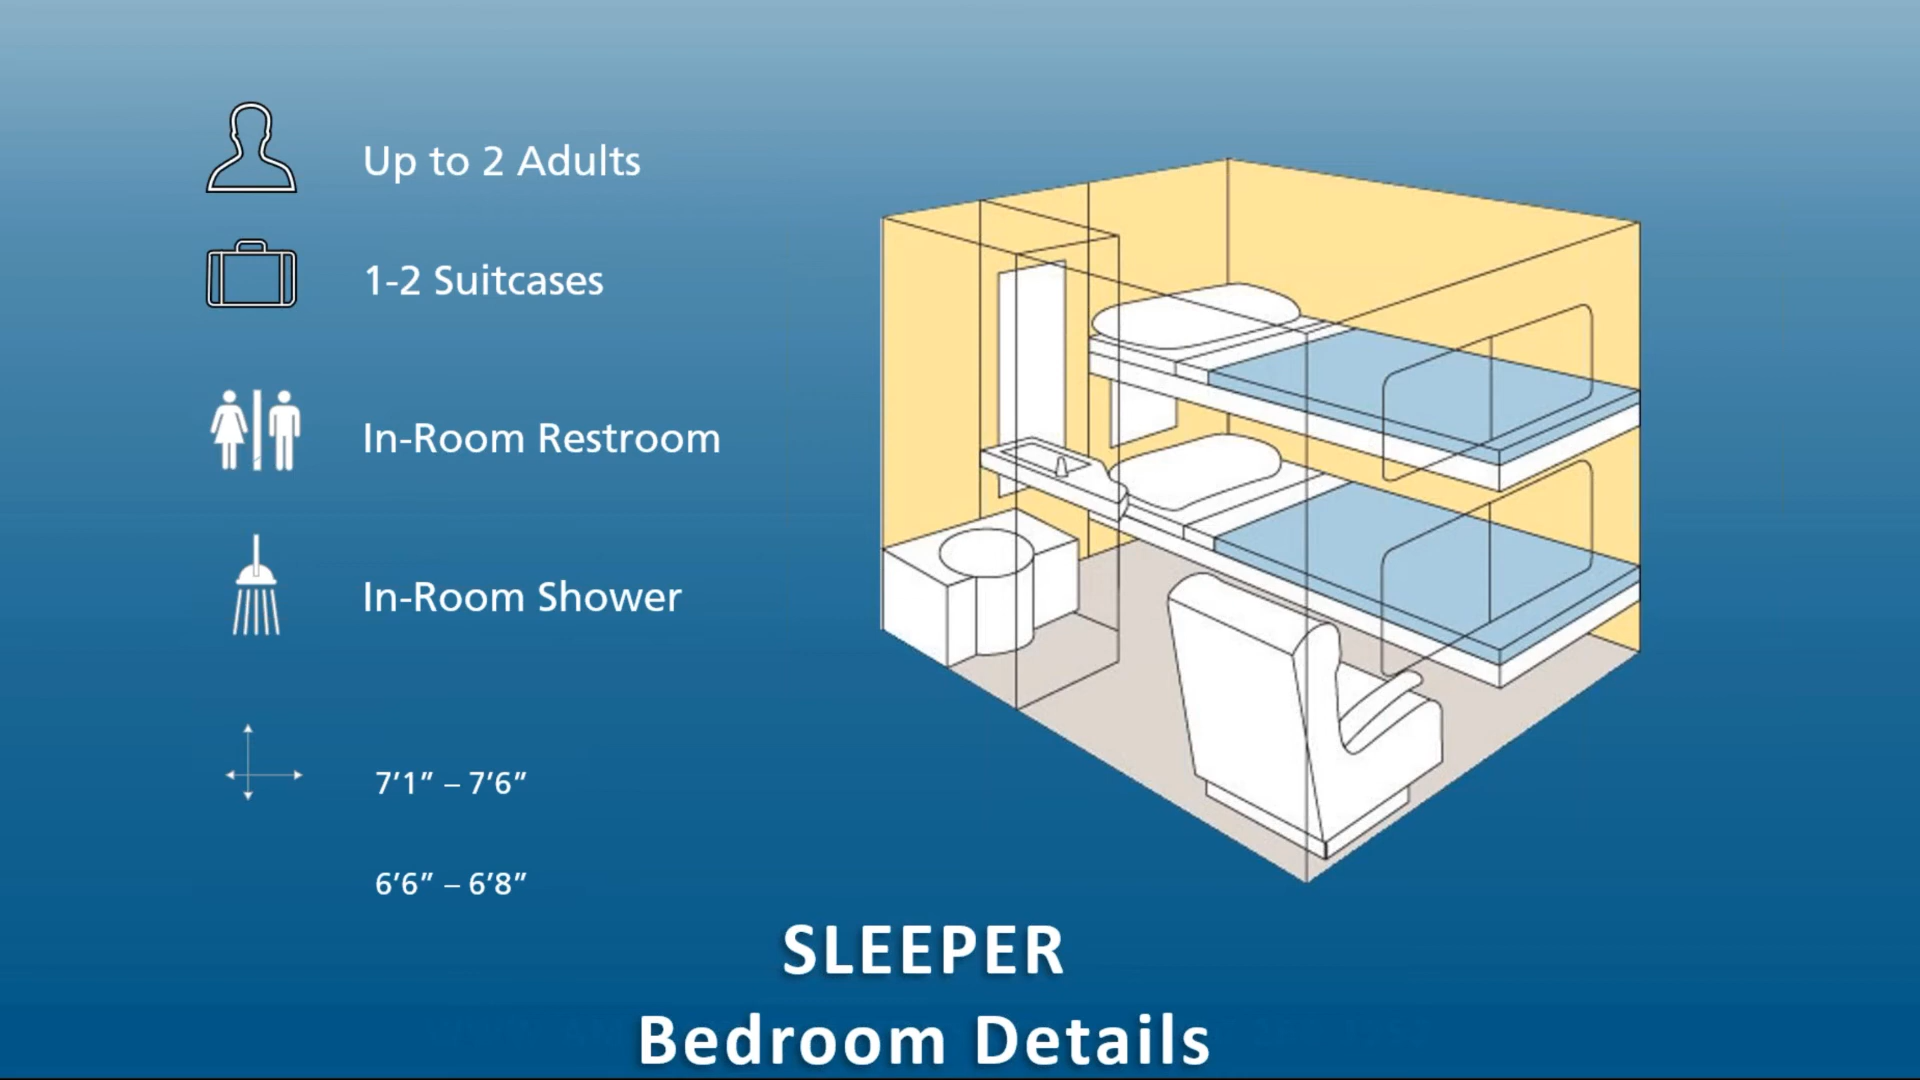 Up to 2 Adults
1-2 Suitcases
In-Room Restroom
In-Room Shower
7’1” – 7’6”
6’6” – 6’8”
SLEEPER
Bedroom Details